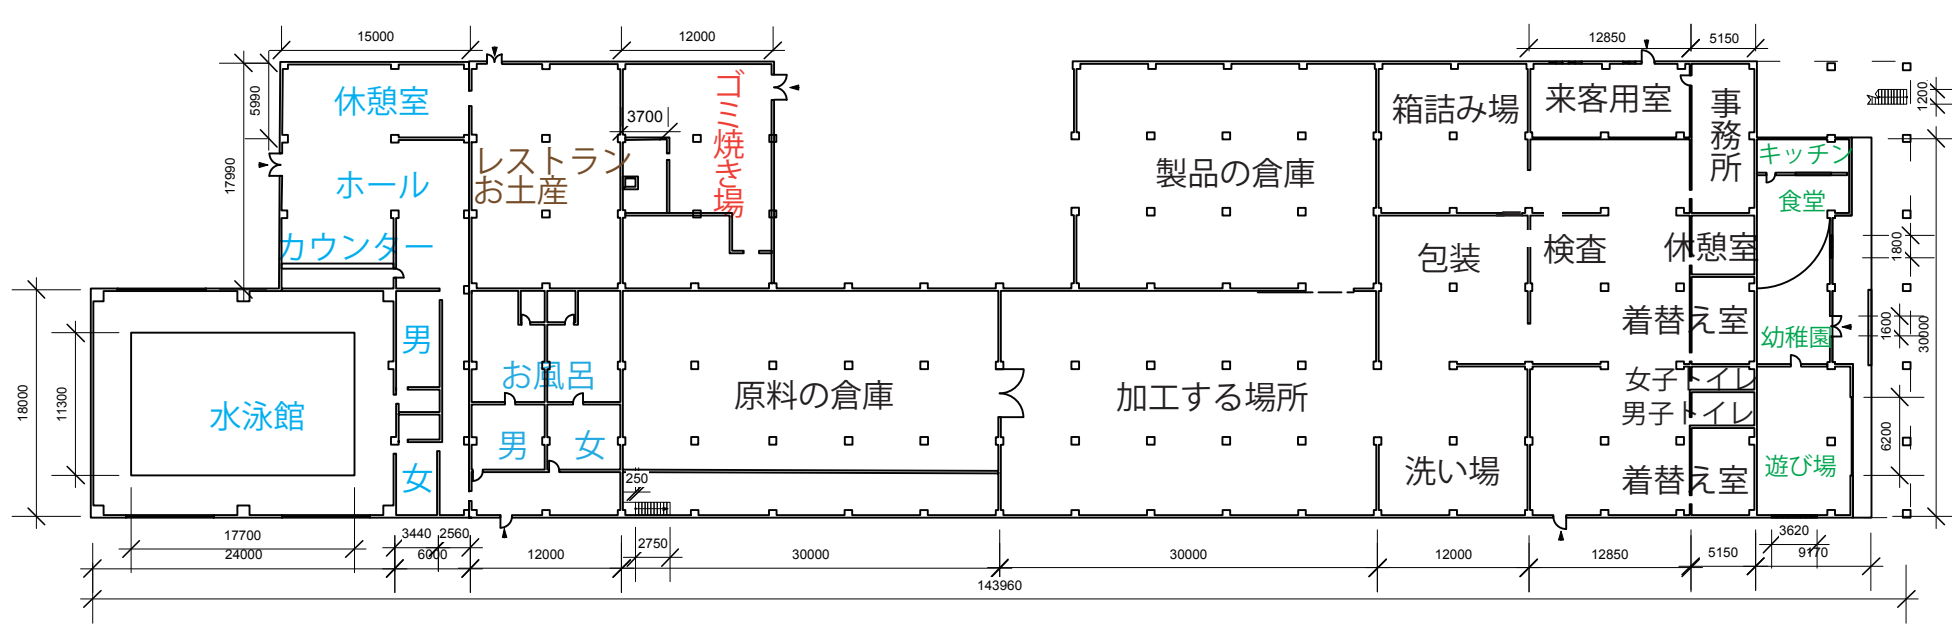 15000
12000
12850
5150
5990
17990
1200
休憩室
ゴミ焼き場
3700
箱詰み場
来客用室
事務所
レストラン
お土産
製品の倉庫
キッチン
ホール
食堂
カウンター
包装
検査
休憩室
1800
男
着替え室
幼稚園
1600
30000
18000
11300
水泳館
お風呂
原料の倉庫
加工する場所
女子トイレ
男子トイレ
男
女
洗い場
着替え室
遊び場
6200
女
250
17700
24000
3440
2560
6000
12000
2750
30000
30000
12000
12850
5150
3620
9170
143960